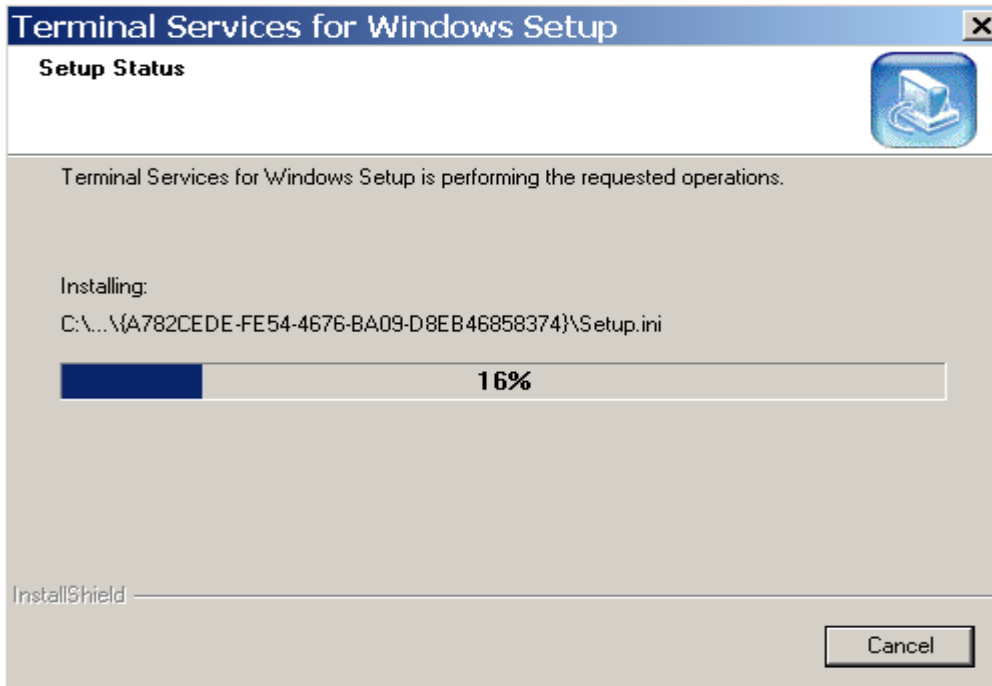 Terminal Services for Windows Setup
Setup Status
Terminal Services for Windows Setup is performing the requested operations.
Installing:
C:\...\{A782CEDE-FE54-4676-BA09-D8EB46858374}\Setup.ini
16%
InstallShield
Cancel